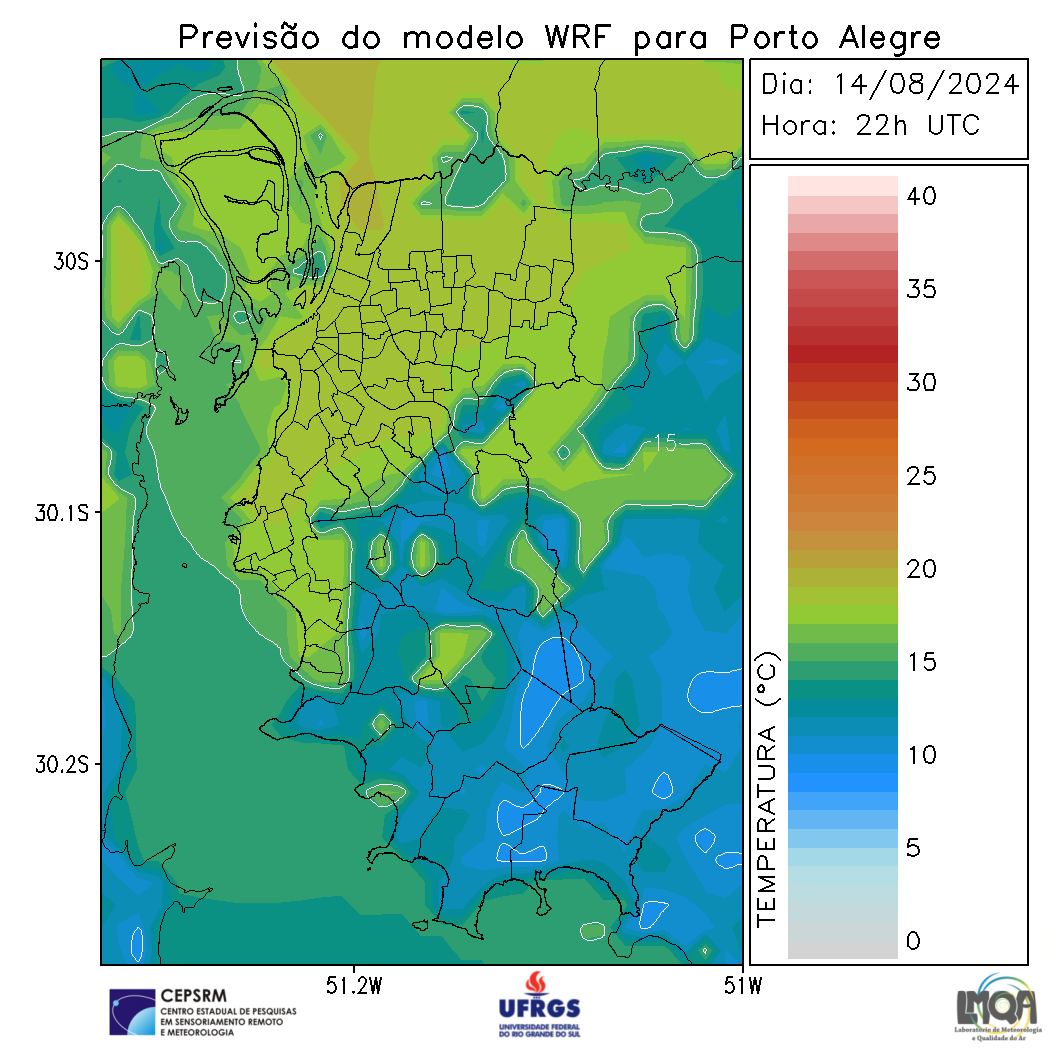 Previsão do modelo WRF para Porto Alegre
Dia: 14/08/2024
Hora: 22h UTC
40
35
30
25
20
15
10
5
0
TEMPERATURA (°C)
30S
30.1S
30.2S
51.2W
51W
15
CEPSRM
CENTRO ESTADUAL DE PESQUISAS
EM SENSORIAMENTO REMOTO
E METEOROLOGIA
UFRGS
UNIVERSIDADE FEDERAL
DO RIO GRANDE DO SUL
LMQA
Laboratório de Meteorologia
e Qualidade do Ar